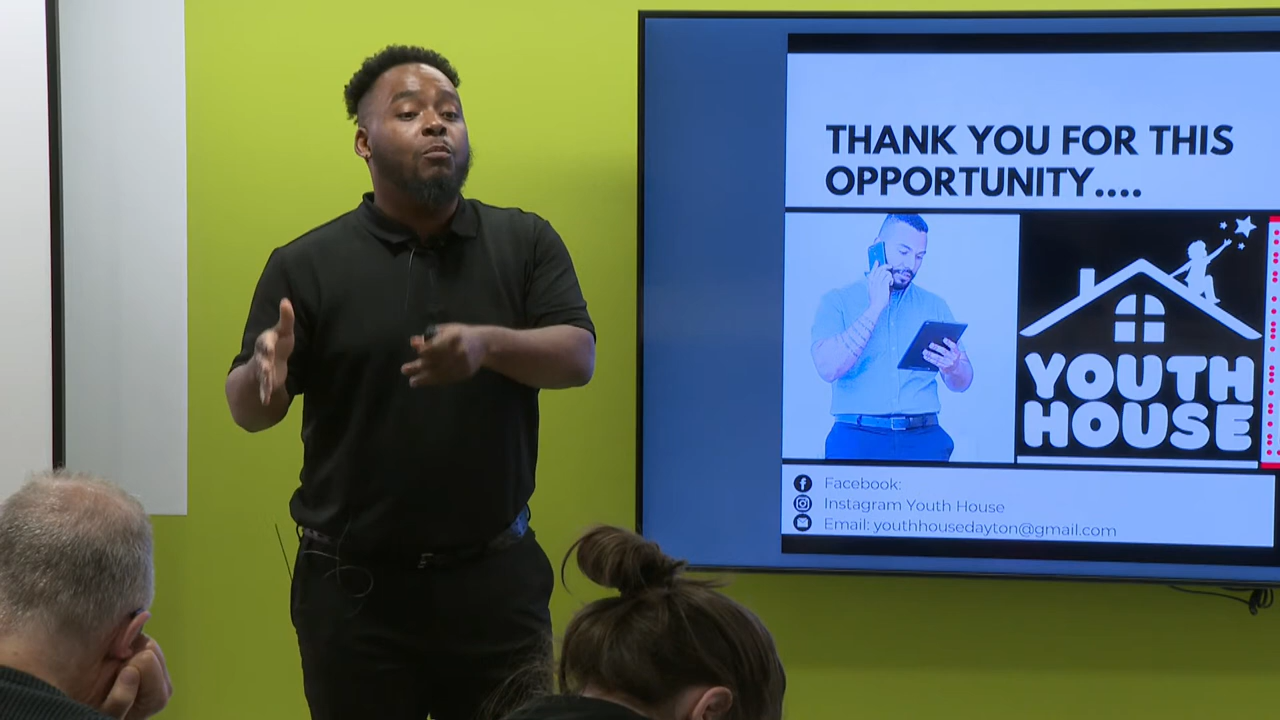 THANK YOU FOR THIS
OPPORTUNITY....
YOUTH
HOUSE
Facebook:
Instagram Youth House
Email: youthhousedayton@gmail.com